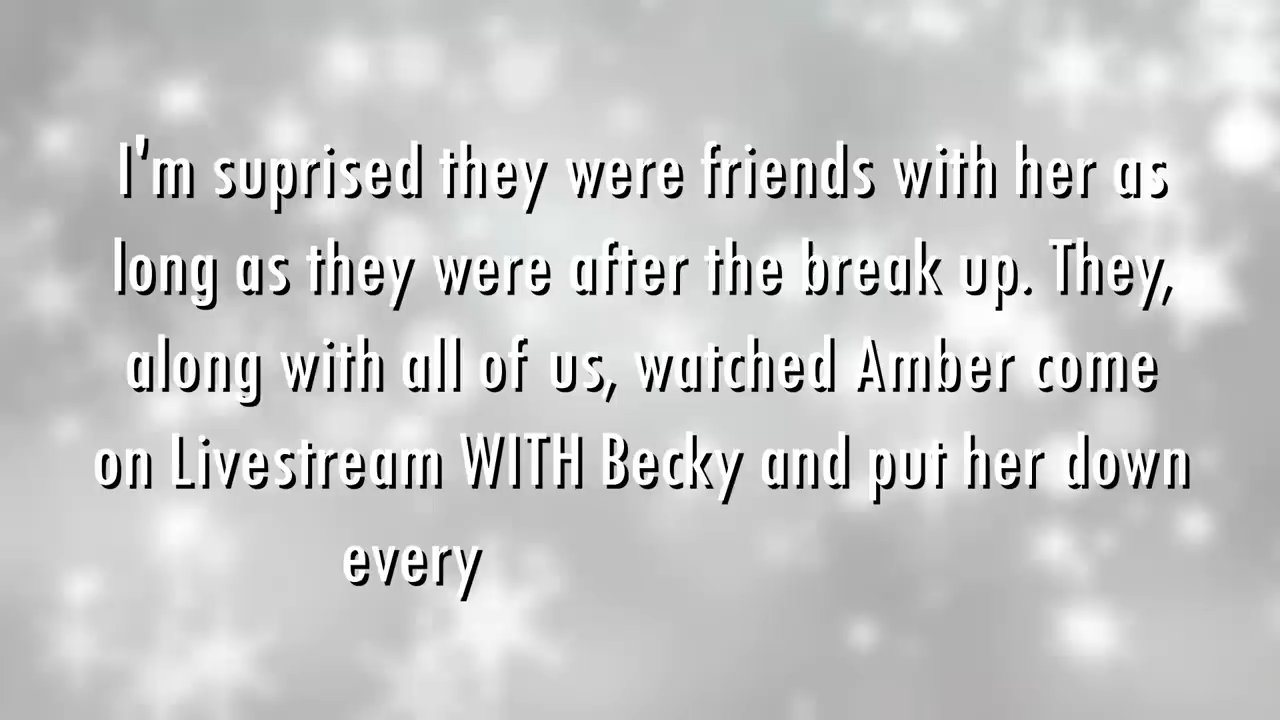 I'm suprised they were friends with her as
long as they were after the break up. They,
along with all of us, watched Amber come
on Livestream WITH Becky and put her down
every